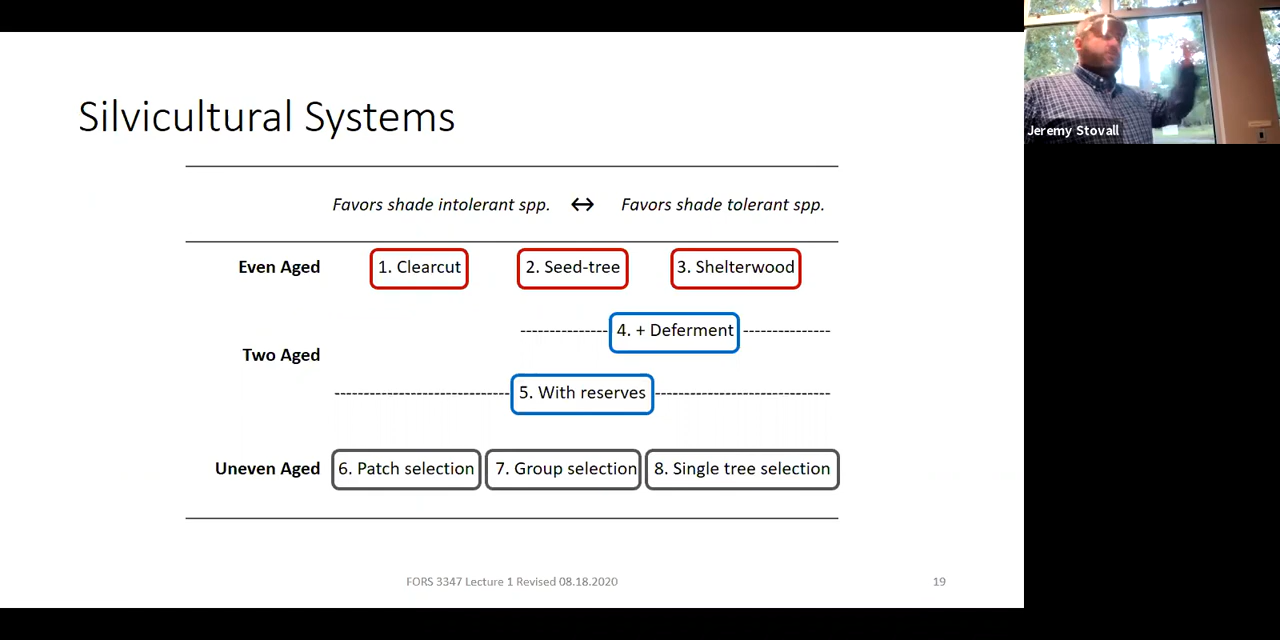 Silvicultural Systems
Favors shade intolerant spp. ↔ Favors shade tolerant spp.
Even Aged 1. Clearcut 2. Seed-tree 3. Shelterwood
4. + Deferment
Two Aged
5. With reserves
Uneven Aged 6. Patch selection 7. Group selection 8. Single tree selection
FORS 3347 Lecture 1 Revised 08.18.2020 19
Jeremy Stovall